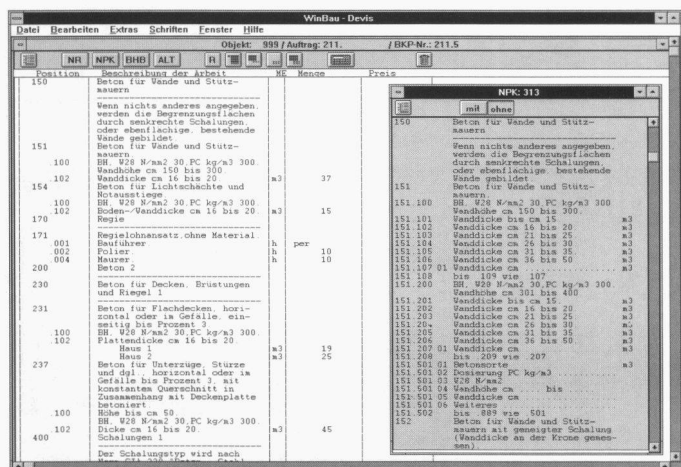 WinBau - Devis
Datei Bearbeiten Extras Schriften Fenster Hilfe
Objekt: 999 / Auftrag: 211. / BKP-Nr.: 211.5
NR NPK BHB ALT R
Position Beschreibung der Arbeit ME Menge Preis
150 Beton für Wände und Stütz-
mauern
Wenn nichts anderes angegeben,
werden die Begrenzungsflächen
durch senkrechte Schalungen,
oder ebenflächige, bestehende
Wände gebildet.
151 Beton für Wände und Stütz-
mauern.
.100 BH, W28 N/mm2 30,PC kg/m3 300.
Wandhöhe cm 150 bis 300.
.102 Wanddicke cm 16 bis 20. m3 37
154 Beton für Lichtschächte und
Notausstiege.
.100 BH, W28 N/mm2 30,PC kg/m3 300.
.102 Boden-/Wanddicke cm 16 bis 20. m3 15
170 Regie
171 Regielohnansatz,ohne Material.
.001 Bauführer h per
.002 Polier. h 10
.004 Maurer. h 10
200 Beton 2
230 Beton für Decken, Brüstungen
und Riegel 1
231 Beton für Flachdecken, hori-
zontal oder im Gefälle, ein-
seitig bis Prozent 3.
.100 BH, W28 N/mm2 30,PC kg/m3 300.
.102 Plattendicke cm 16 bis 20.
Haus 1 m3 19
Haus 2 m3 25
237 Beton für Unterzüge, Stürze
und dgl., horizontal oder im
Gefälle bis Prozent 3, mit
konstantem Querschnitt in
Zusammenhang mit Deckenplatte
betoniert
.100 Höhe bis cm 50.
BH, W28 N/mm2 30,PC kg/m3 300.
.102 Dicke cm 16 bis 20. m3 45
400 Schalungen 1
Der Schalungstyp wird nach
NPK: 313
mit ohne
150 Beton für Wände und Stütz-
mauern
Wenn nichts anderes angegeben,
werden die Begrenzungsflächen
durch senkrechte Schalungen,
oder ebenflächige, bestehende
Wände gebildet.
151 Beton für Wände und Stütz-
mauern.
151.100 BH, W28 N/mm2 30,PC kg/m3 300
Wandhöhe cm 150 bis 300.
151.101 Wanddicke bis cm 15. m3
151.102 Wanddicke cm 16 bis 20 m3
151.103 Wanddicke cm 21 bis 25 m3
151.104 Wanddicke cm 26 bis 30 m3
151.105 Wanddicke cm 31 bis 35. m3
151.106 Wanddicke cm 36 bis 50 m3
151.107 01 Wanddicke cm m3
151.108 bis .109 wie .107
151.200 BH, W28 N/mm2 30,PC kg/m3 300.
Wandhöhe cm 301 bis 400
151.201 Wanddicke bis cm 15. m3
151.202 Wanddicke cm 16 bis 20 m3
151.203 Wanddicke cm 21 bis 25 m3
Wanddicke cm 26 bis 30 m3
151.205 Wanddicke cm 31 bis 35 m3
151.206 Wanddicke cm 36 bis 50 m3
151.207 01 Wanddicke cm m3
151.208 bis .209 wie .207
151.501 01 Betonsorte m3
151.501 02 Dosierung PC kg/m3
151.501 03 W28 N/mm2
151.501 04 Wandhöhe cm .... bis ...
151.501 05 Wanddicke cm
151.501 06 Weiteres
151.502 bis .889 wie .501
152 Beton für Wände und Stütz-
mauern mit geneigter Schalung
(Wanddicke an der Krone gemes-
sen).